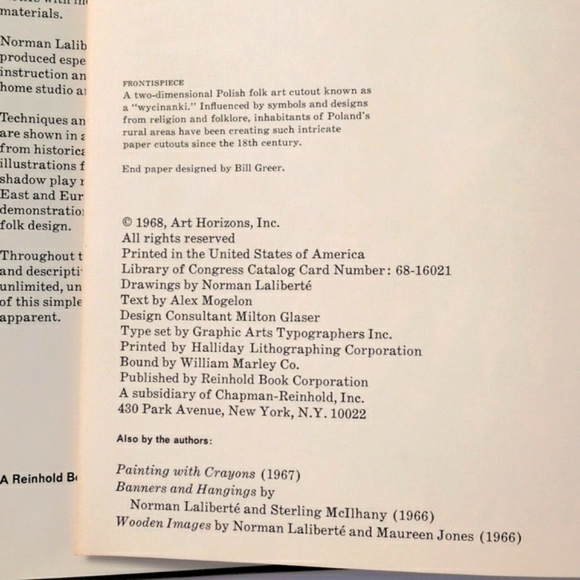 materials.
Norman Lalib
produced espe
instruction an
home studio a
Techniques an
are shown in a
from historica
illustrations f
shadow play
East and Eur
demonstratio
folk design.
Throughout t
and descripti
unlimited, un
of this simple
apparent.
A Reinhold B
FRONTISPIECE
A two-dimensional Polish folk art cutout known as
a "wycinanki." Influenced by symbols and designs
from religion and folklore, inhabitants of Poland's
rural areas have been creating such intricate
paper cutouts since the 18th century.
End paper designed by Bill Greer.
© 1968, Art Horizons, Inc.
All rights reserved
Printed in the United States of America
Library of Congress Catalog Card Number: 68-16021
Drawings by Norman Laliberté
Text by Alex Mogelon
Design Consultant Milton Glaser
Type set by Graphic Arts Typographers Inc.
Printed by Halliday Lithographing Corporation
Bound by William Marley Co.
Published by Reinhold Book Corporation
A subsidiary of Chapman-Reinhold, Inc.
430 Park Avenue, New York, N.Y. 10022
Also by the authors:
Painting with Crayons (1967)
Banners and Hangings by
Norman Laliberté and Sterling McIlhany (1966)
Wooden Images by Norman Laliberté and Maureen Jones (1966)